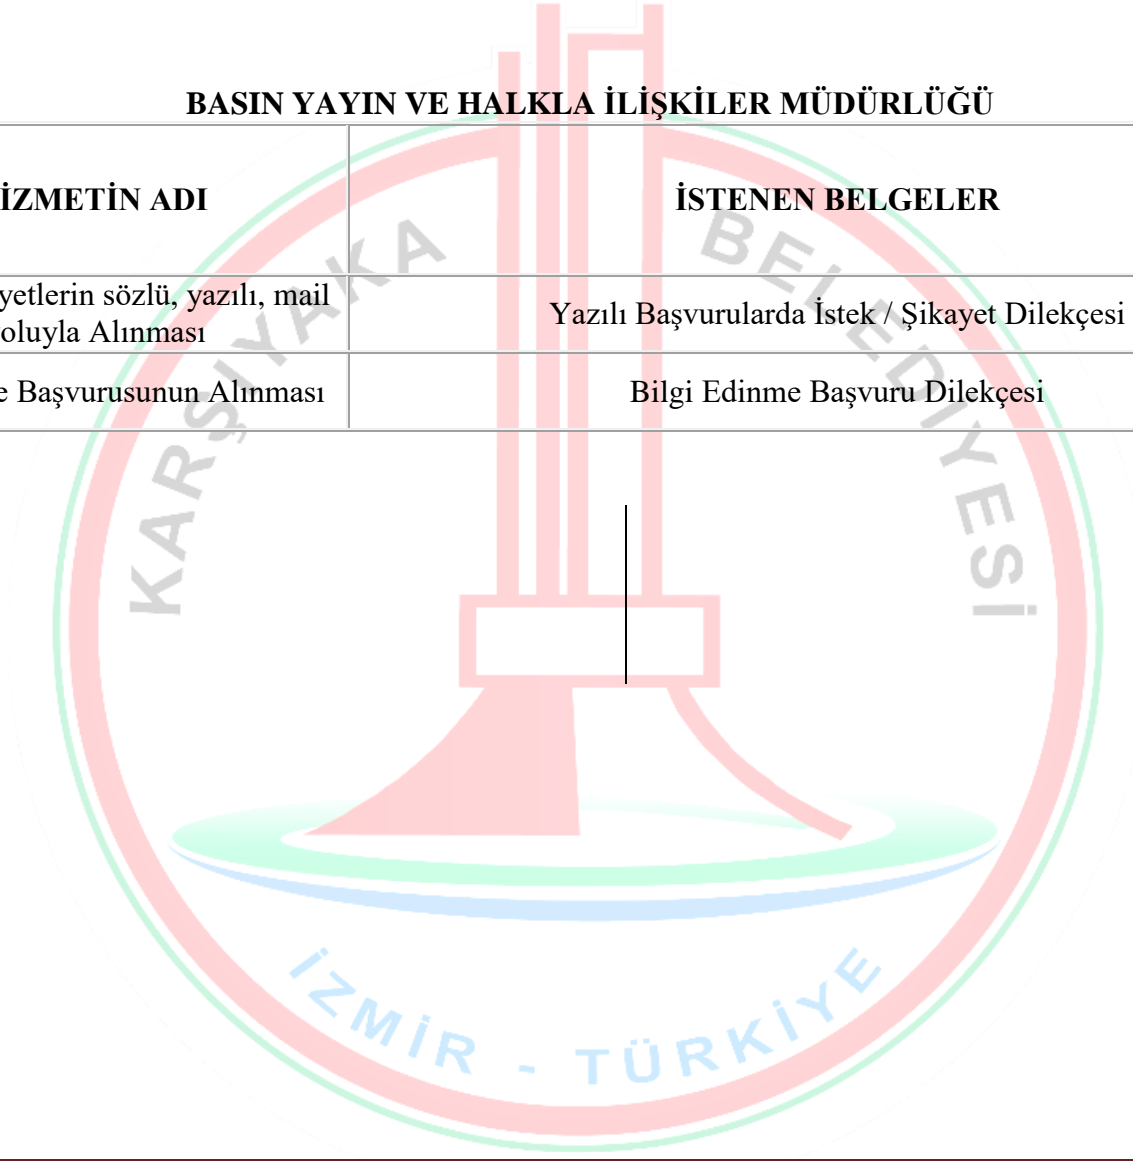 BASIN YAYIN VE HALKLA İLİŞKİLER MÜDÜRLÜĞÜ
İZMETİN ADI
İSTENEN BELGELER
yetlerin sözlü, yazılı, mail
oluyla Alınması
Yazılı Başvurularda İstek / Şikayet Dilekçesi
e Başvurusunun Alınması
Bilgi Edinme Başvuru Dilekçesi
KARŞIYAKA BELEDİYESİ
İZMİR - TÜRKİYE